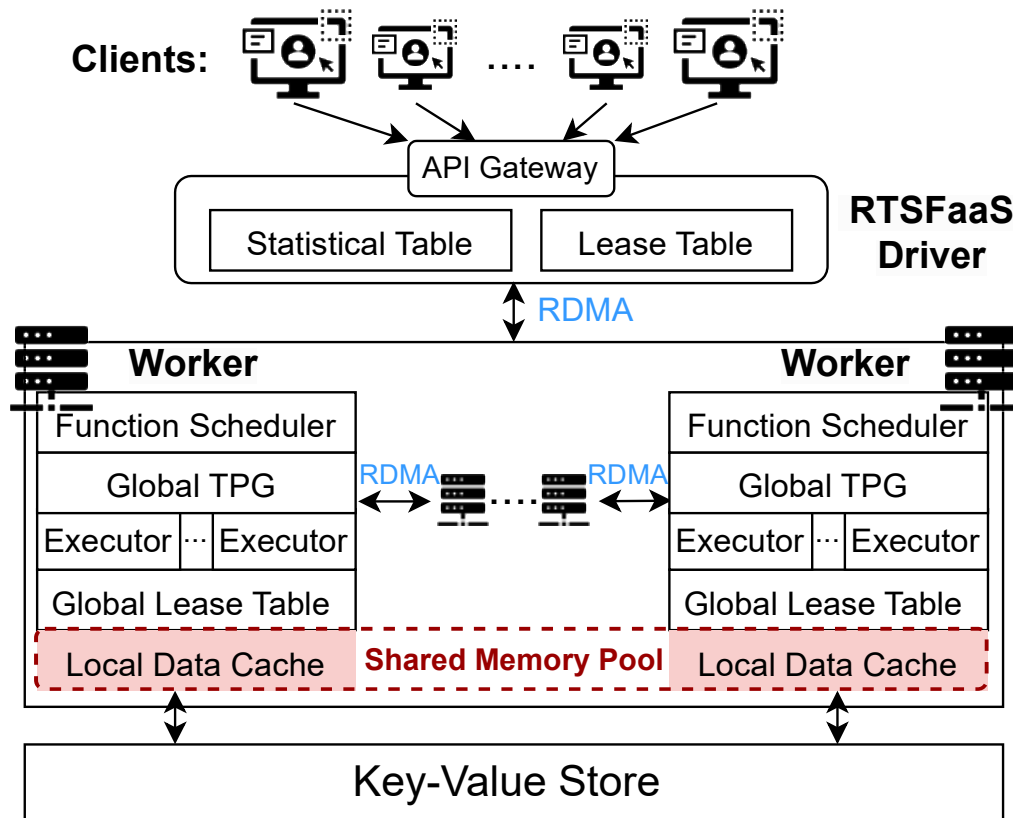 Clients:
....
API Gateway
Statistical Table
Lease Table
RTSFaaS
Driver
RDMA
Worker
Worker
Function Scheduler
Global TPG
Executor ... Executor
Global Lease Table
Local Data Cache
RDMA
....
RDMA
Function Scheduler
Global TPG
Executor ... Executor
Global Lease Table
Local Data Cache
Shared Memory Pool
Key-Value Store